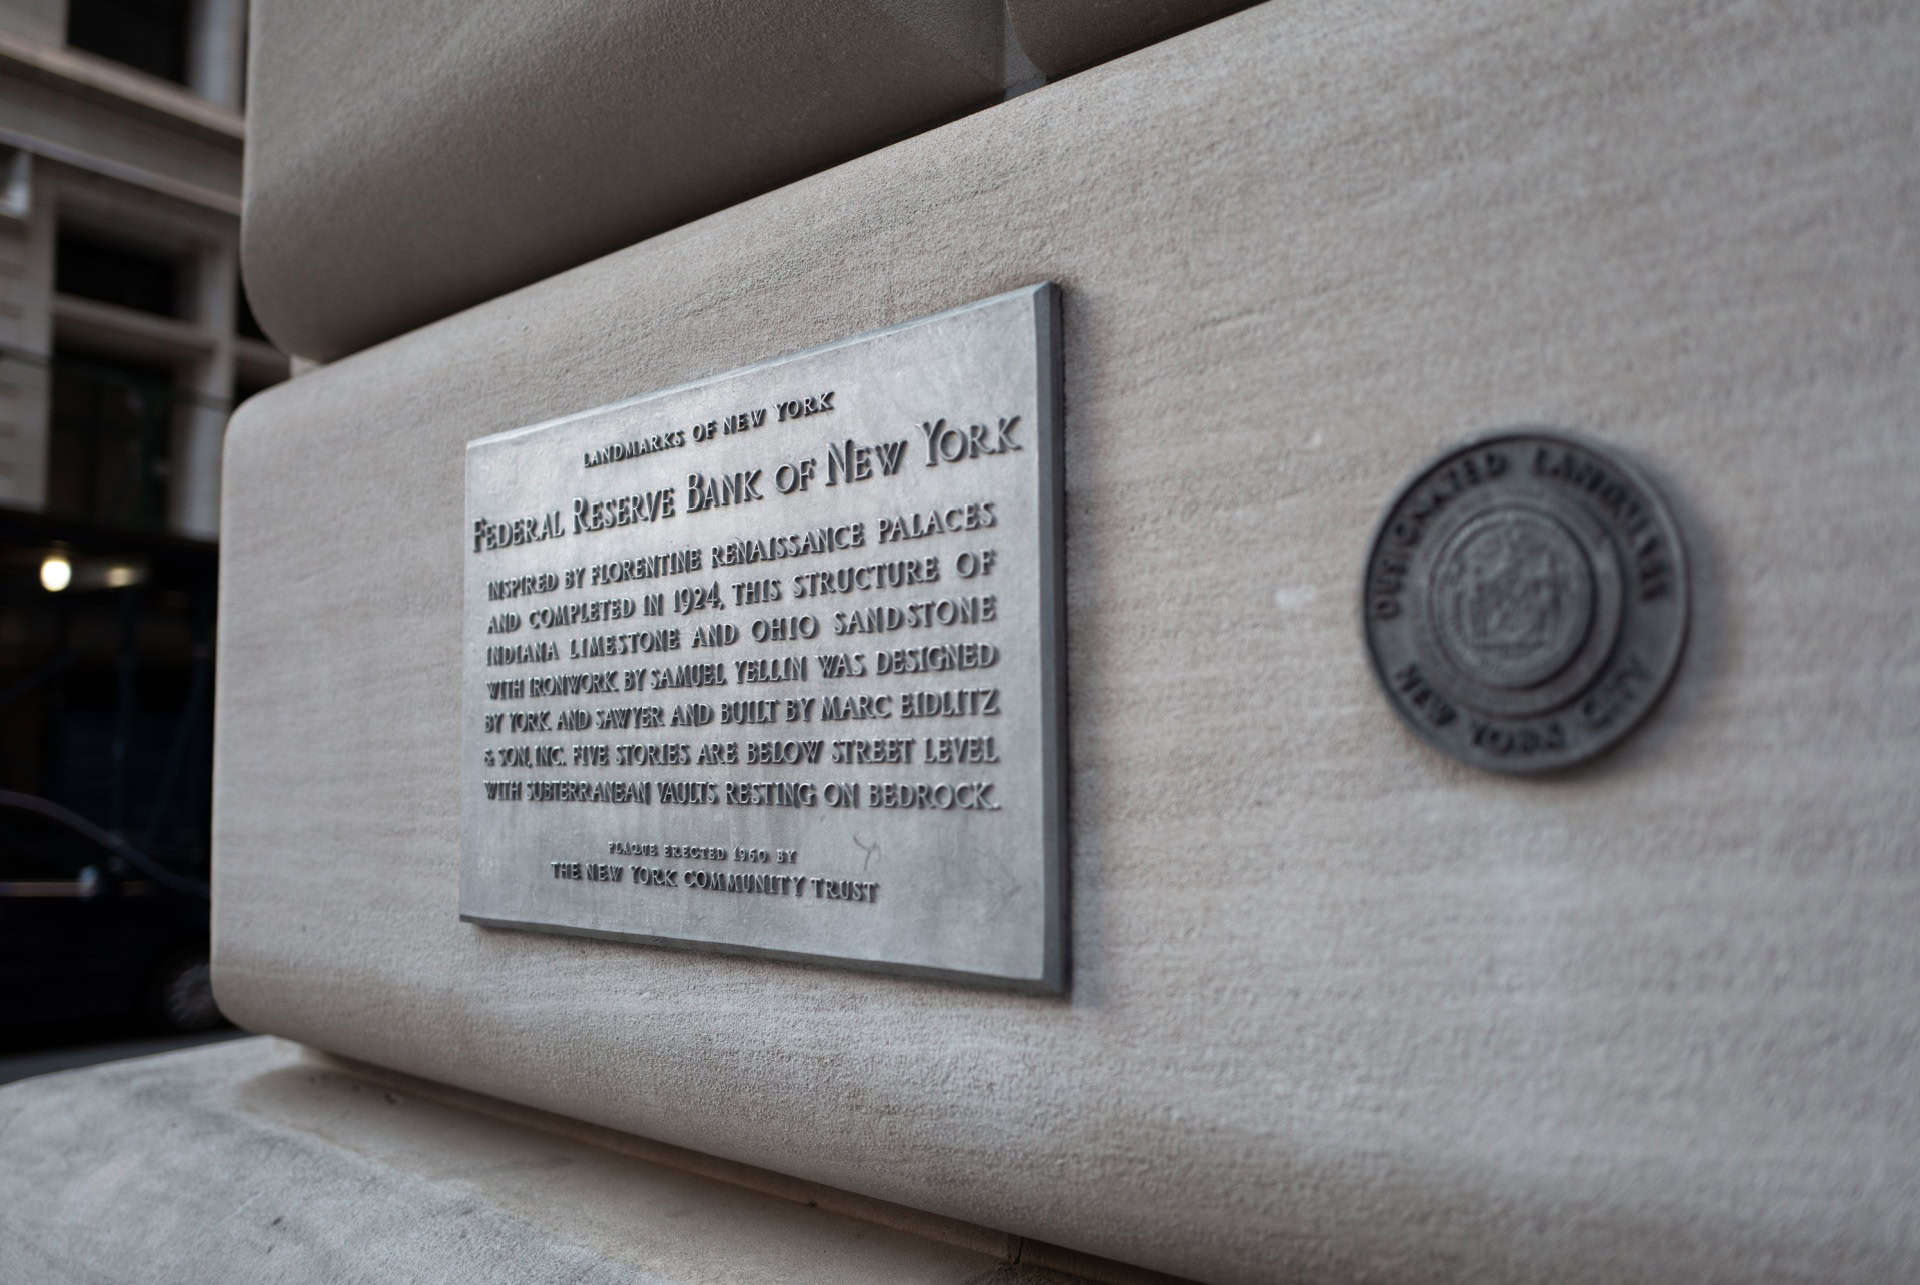 LANDMARKS OF NEW YORK
FEDERAL RESERVE BANK OF NEW YORK
INSPIRED BY FLORENTINE RENAISSANCE PALACES
AND COMPLETED IN 1924, THIS STRUCTURE OF
INDIANA LIMESTONE AND OHIO SANDSTONE
WITH IRONWORK BY SAMUEL YELLIN WAS DESIGNED
BY YORK AND SAWYER AND BUILT BY MARC EIDLITZ
& SON, INC. FIVE STORIES ARE BELOW STREET LEVEL
WITH SUBTERRANEAN VAULTS RESTING ON BEDROCK.
PLAQUE ERECTED 1960 BY
THE NEW YORK COMMUNITY TRUST
DESIGNATED LANDMARK
NEW YORK CITY